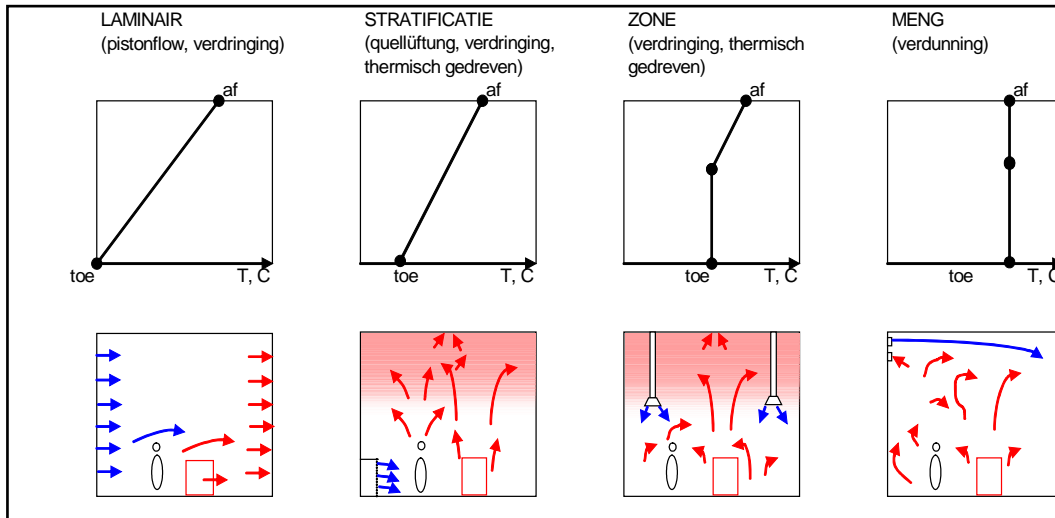 LAMINAIR
(pistonflow, verdringing)
STRATIFICATIE
(quellüftung, verdringing,
thermisch gedreven)
ZONE
(verdringing, thermisch
gedreven)
MENG
(verdunning)
af
af
af
af
toe
T, C
toe
T, C
toe
T, C
toe
T, C